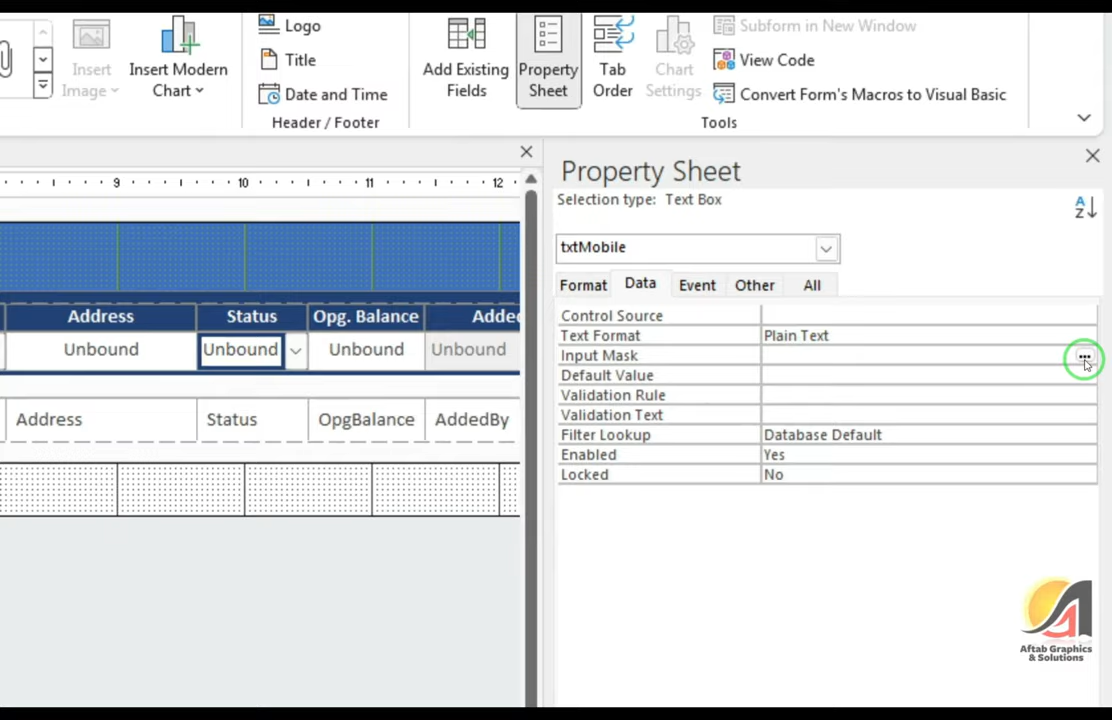 Logo
Subform in New Window
Insert
Image
Insert Modern
Chart
Title
Add Existing
Fields
Property
Sheet
Tab
Order
Chart
Settings
View Code
Date and Time
Convert Form's Macros to Visual Basic
Header / Footer
Tools
Property Sheet
9 10 11 12
Selection type: Text Box
A
Z
txtMobile
Format Data Event Other All
Control Source
Address Status Opg. Balance Added
Text Format Plain Text
Unbound Unbound Unbound Unbound
Input Mask
Default Value
Validation Rule
Validation Text
Address Status OpgBalance AddedBy
Filter Lookup Database Default
Enabled Yes
Locked No
Aftab Graphics
& Solutions